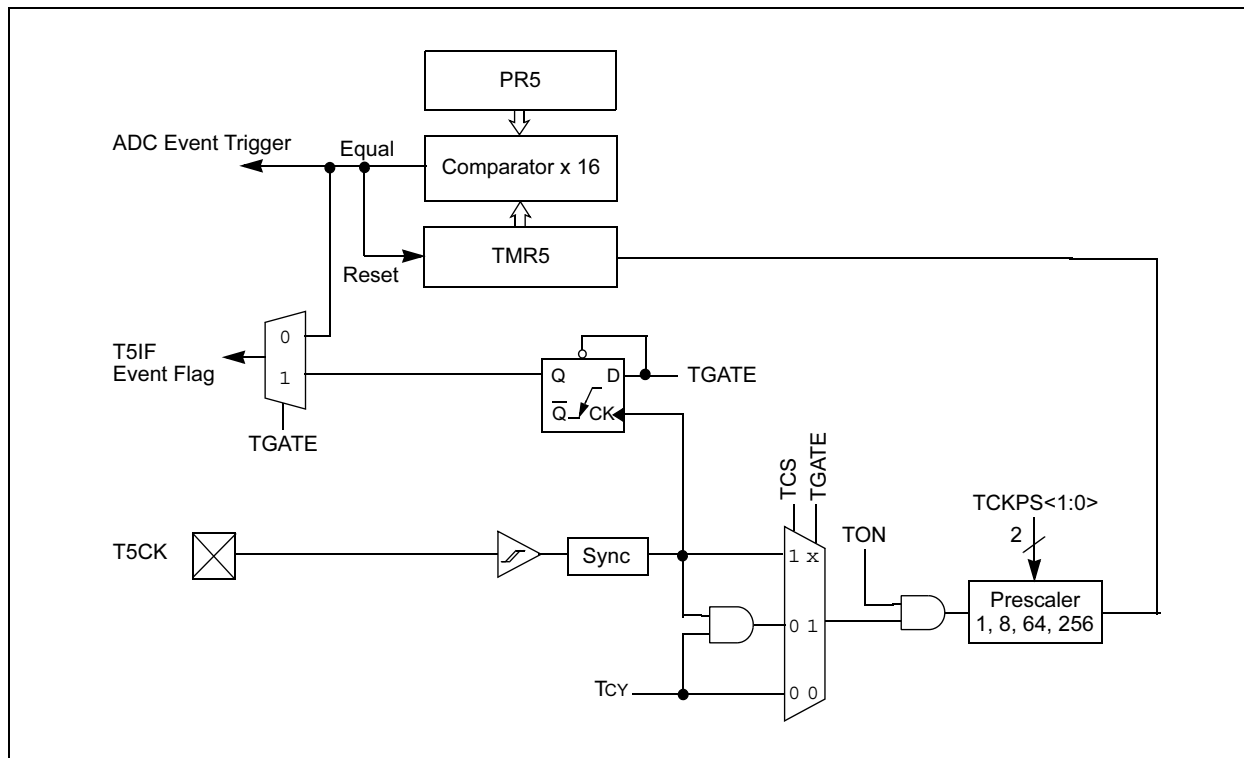 PR5
ADC Event Trigger
Equal
Comparator x 16
TMR5
Reset
0
T5IF
Event Flag
1
Q
D
TGATE
Q
CK
TGATE
TCS
TGATE
TCKPS<1:0>
2
TON
T5CK
Sync
1 x
Prescaler
1, 8, 64, 256
0 1
TCY
0 0